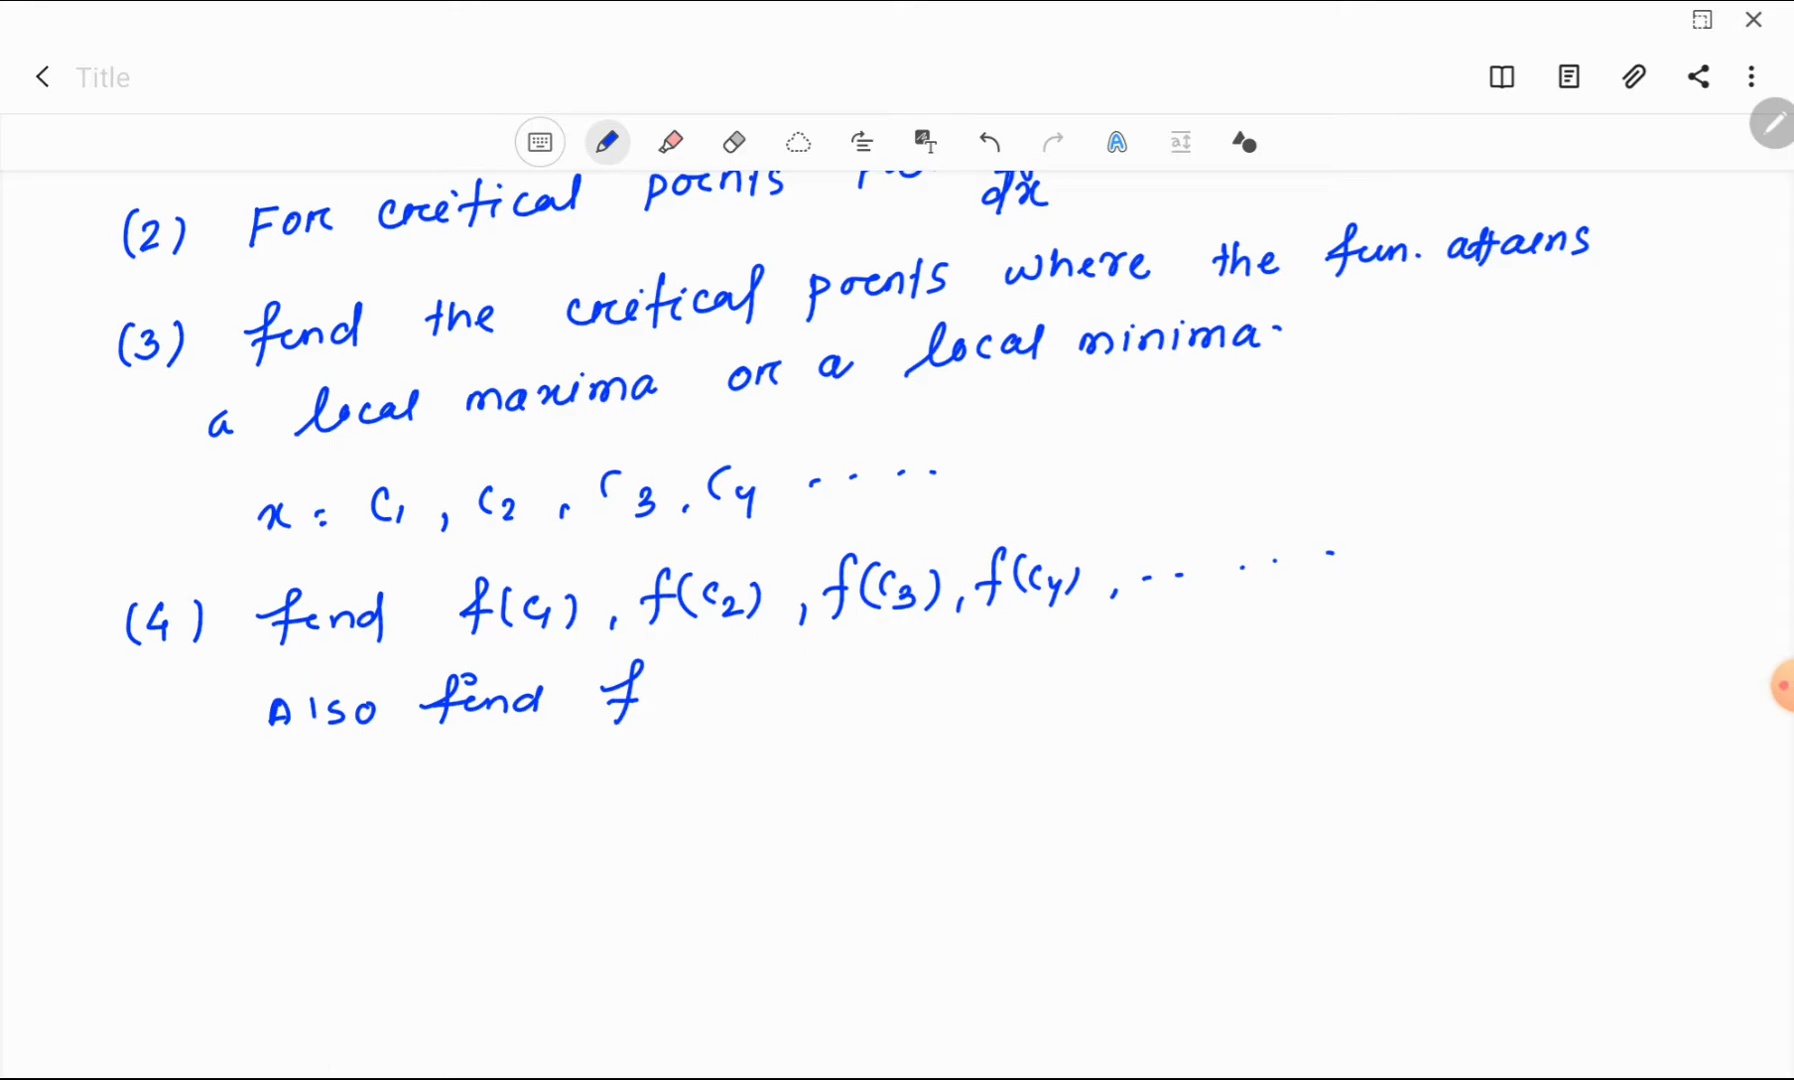 Title
(2) For critical points
dx
(3) find the critical points where the fun. attains
a local maxima or a local minima.
x = C1, C2, C3, C4 ....
(4) find f(C1), f(C2), f(C3), f(C4), .. ...
Also find f